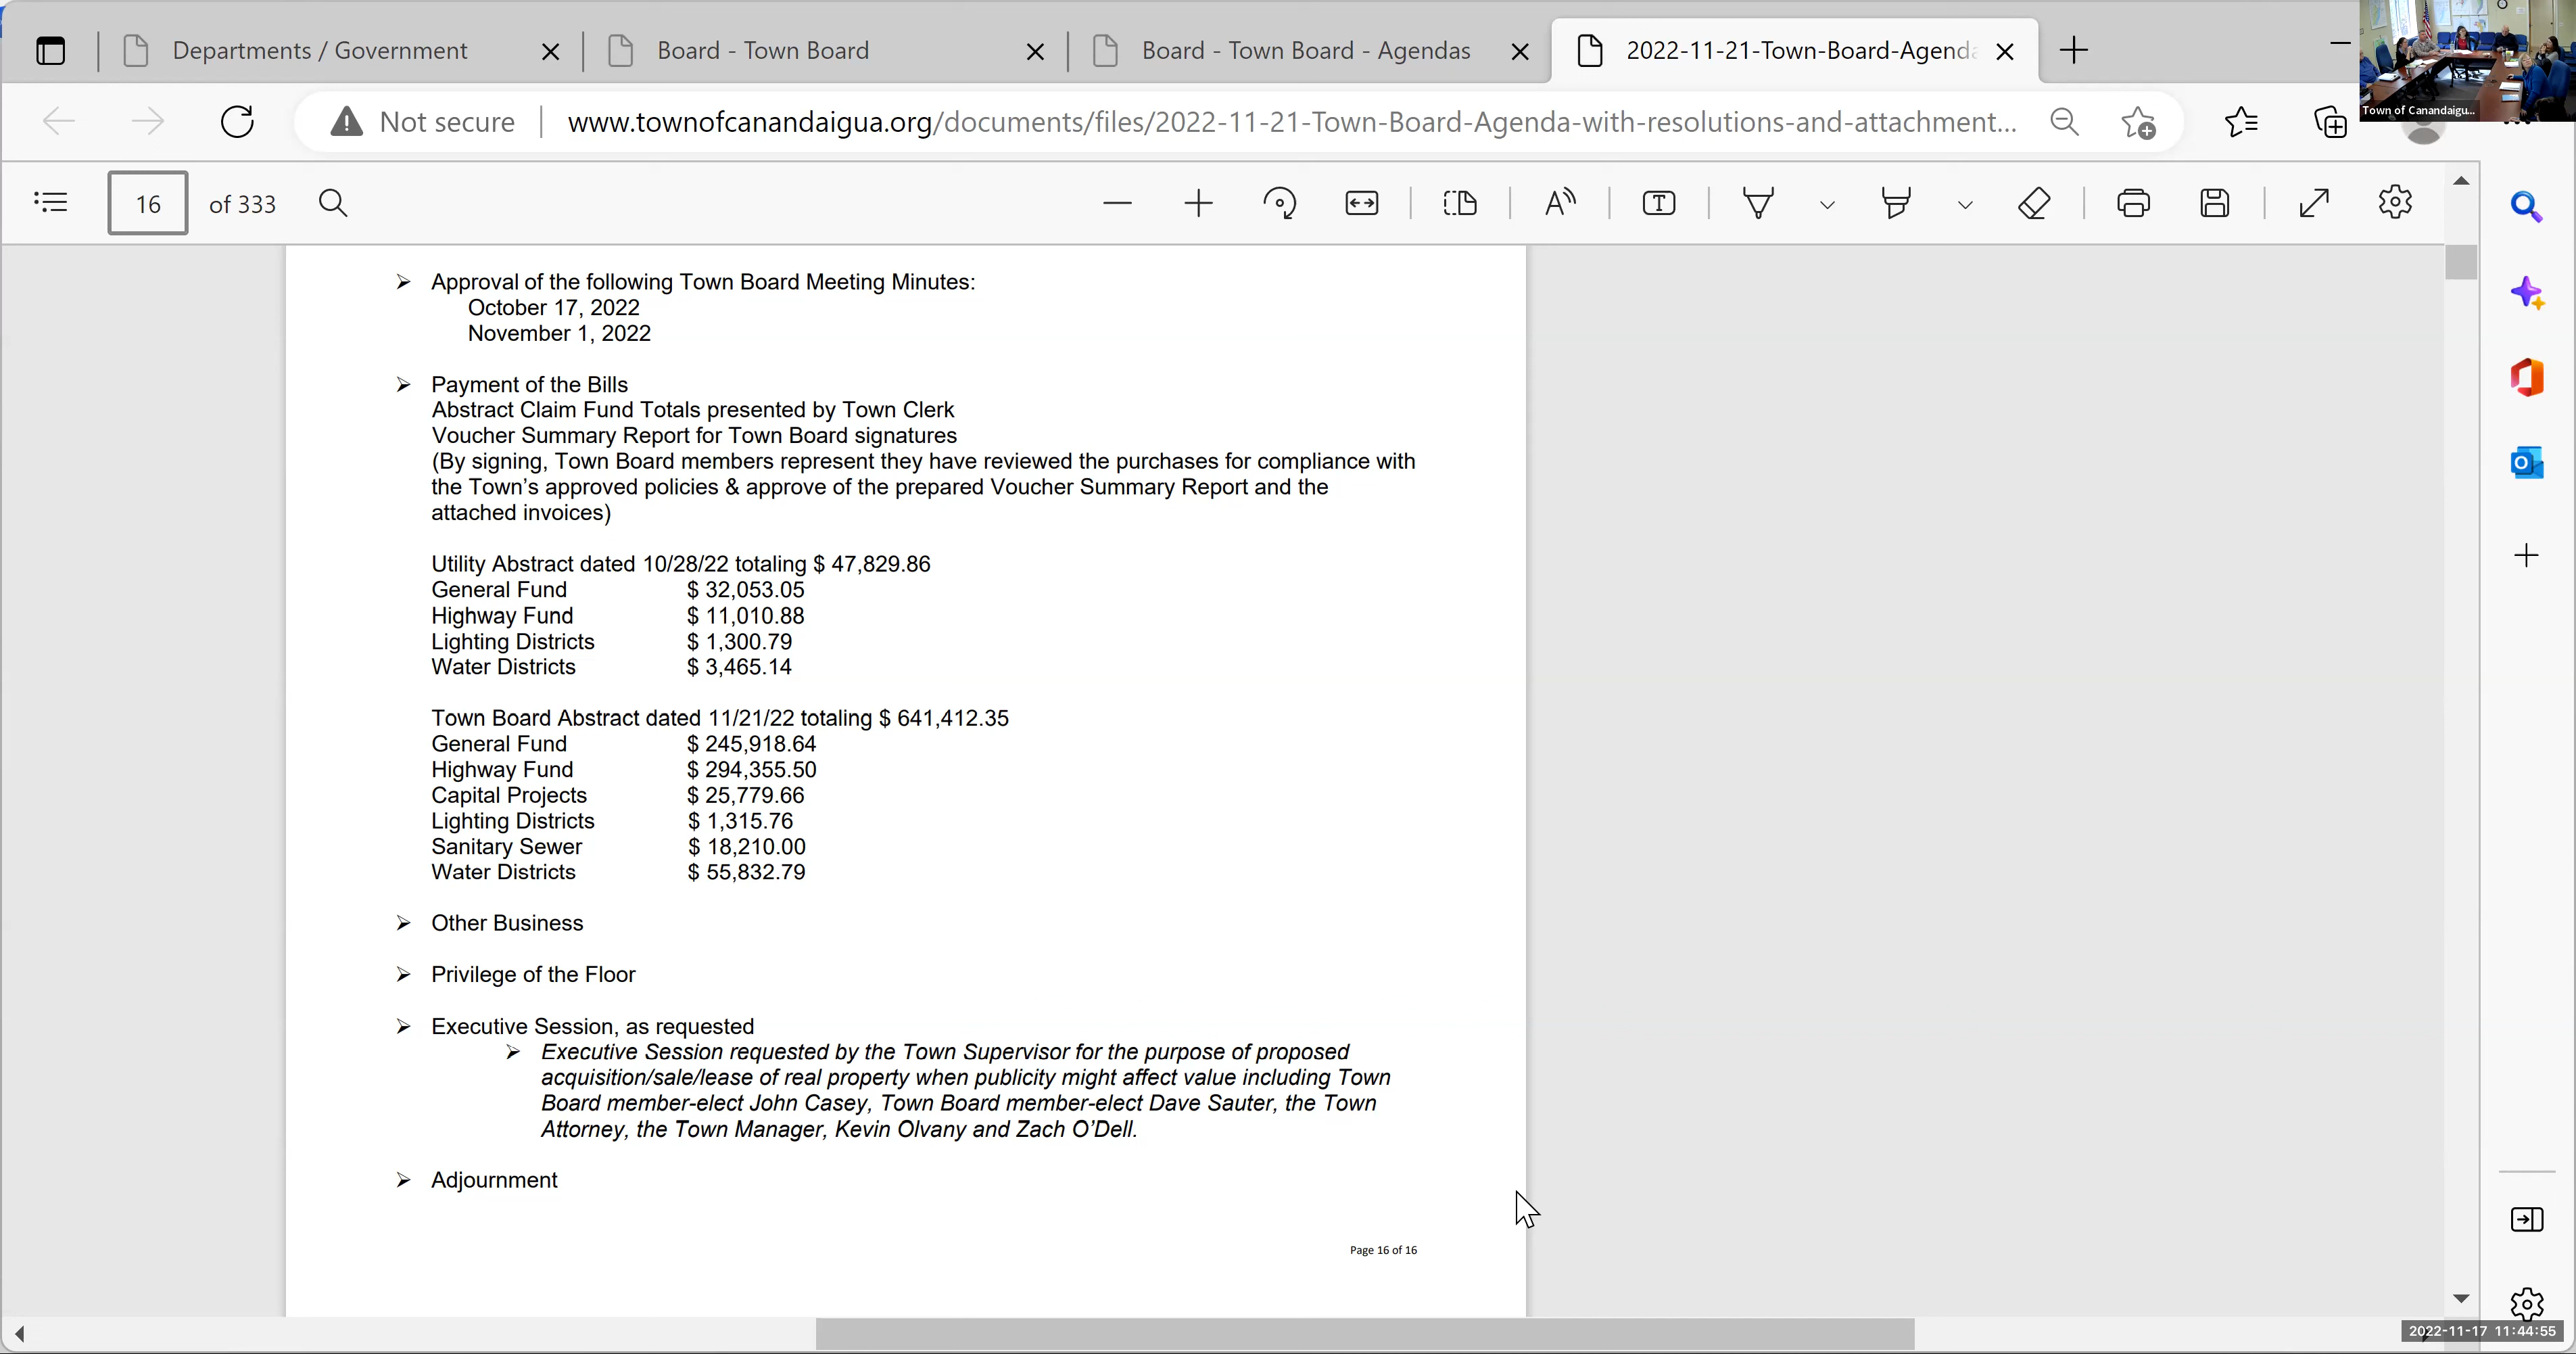 Departments / Government
Board - Town Board
Board - Town Board - Agendas
2022-11-21-Town-Board-Agenda
Town of Canandaigu...
Not secure
www.townofcanandaigua.org/documents/files/2022-11-21-Town-Board-Agenda-with-resolutions-and-attachment...
16
of 333
Approval of the following Town Board Meeting Minutes:
October 17, 2022
November 1, 2022
Payment of the Bills
Abstract Claim Fund Totals presented by Town Clerk
Voucher Summary Report for Town Board signatures
(By signing, Town Board members represent they have reviewed the purchases for compliance with
the Town’s approved policies & approve of the prepared Voucher Summary Report and the
attached invoices)
Utility Abstract dated 10/28/22 totaling $ 47,829.86
General Fund $ 32,053.05
Highway Fund $ 11,010.88
Lighting Districts $ 1,300.79
Water Districts $ 3,465.14
Town Board Abstract dated 11/21/22 totaling $ 641,412.35
General Fund $ 245,918.64
Highway Fund $ 294,355.50
Capital Projects $ 25,779.66
Lighting Districts $ 1,315.76
Sanitary Sewer $ 18,210.00
Water Districts $ 55,832.79
Other Business
Privilege of the Floor
Executive Session, as requested
Executive Session requested by the Town Supervisor for the purpose of proposed
acquisition/sale/lease of real property when publicity might affect value including Town
Board member-elect John Casey, Town Board member-elect Dave Sauter, the Town
Attorney, the Town Manager, Kevin Olvany and Zach O’Dell.
Adjournment
Page 16 of 16
2022-11-17 11:44:55